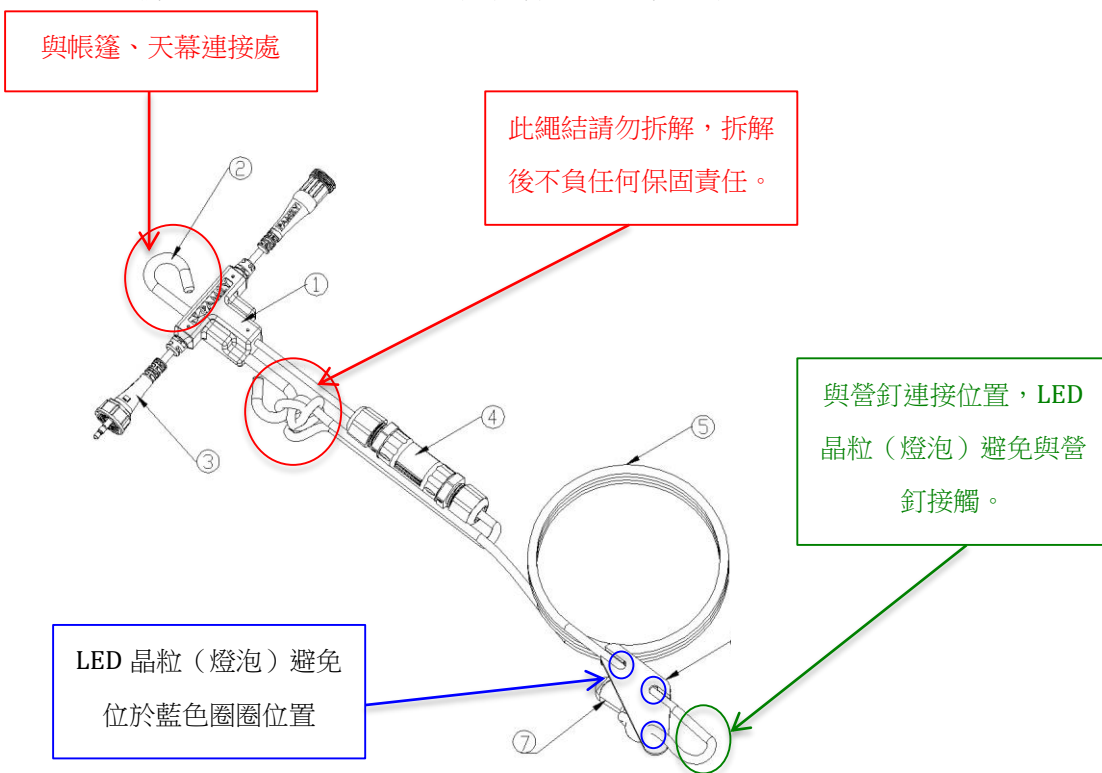 與帳篷、天幕連接處
此繩結請勿拆解，拆解
後不負任何保固責任。
②
①
③
④
⑤
與營釘連接位置，LED
晶粒（燈泡）避免與營
釘接觸。
LED 晶粒（燈泡）避免
位於藍色圈圈位置
⑦